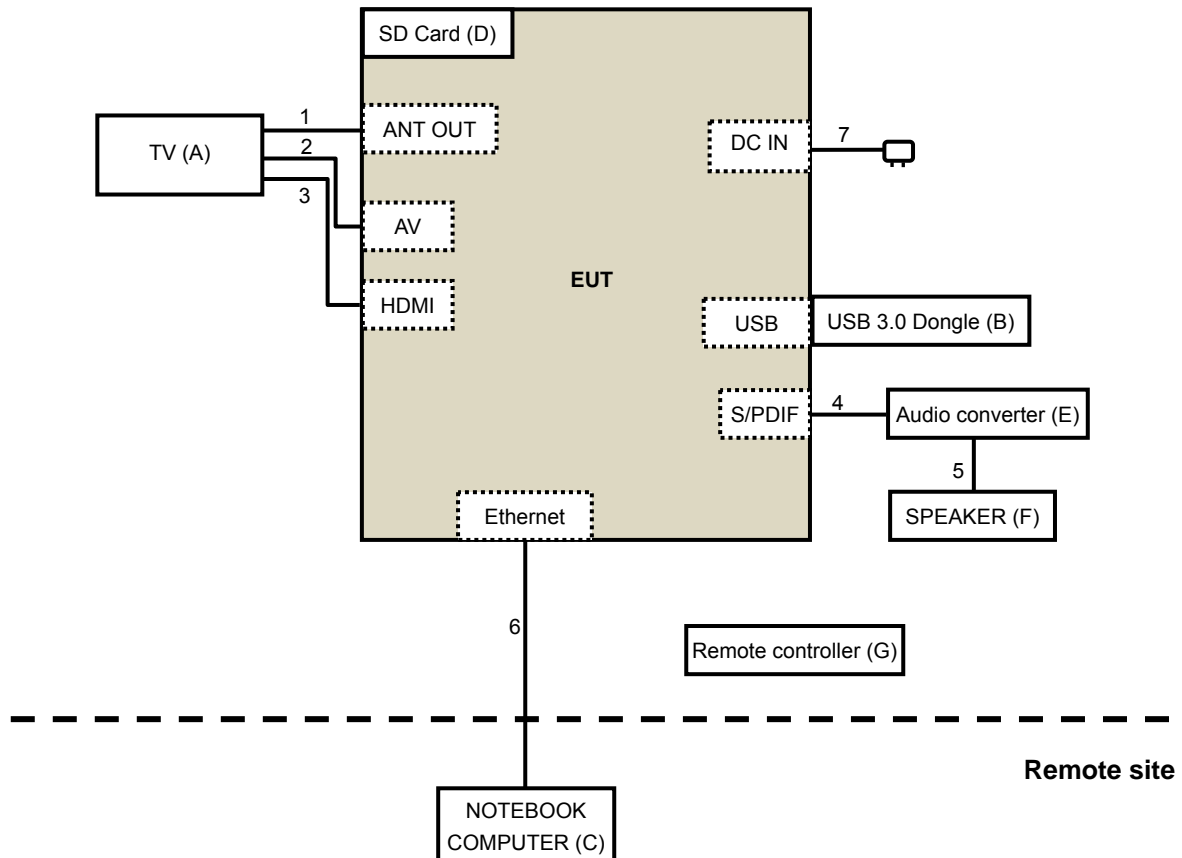 SD Card (D)
1
ANT OUT
TV (A)
2
3
AV
HDMI
EUT
DC IN
7
USB
USB 3.0 Dongle (B)
S/PDIF
4
Audio converter (E)
5
SPEAKER (F)
Ethernet
6
Remote controller (G)
Remote site
NOTEBOOK
COMPUTER (C)